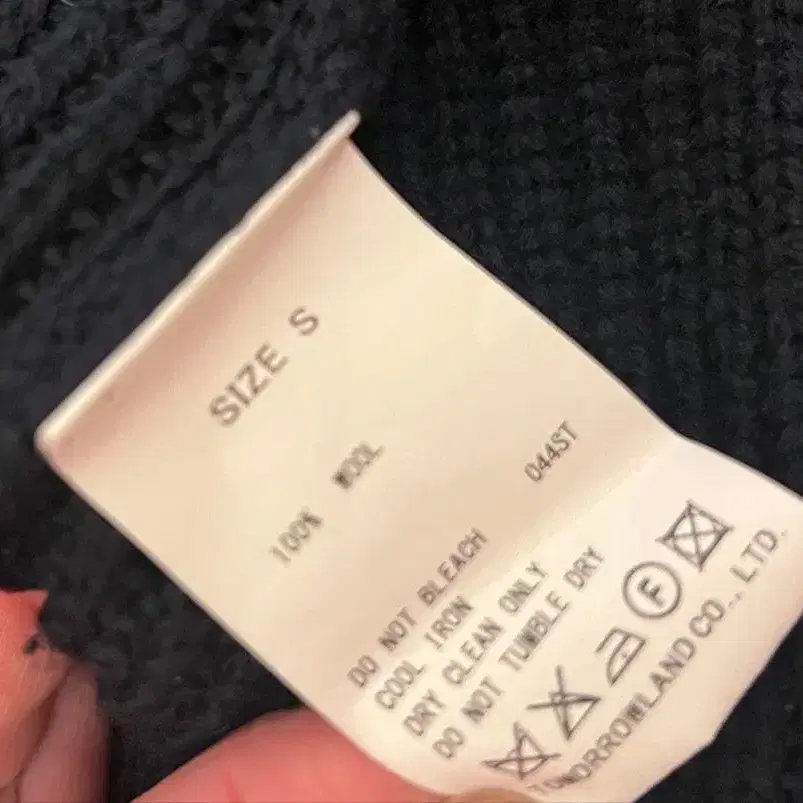 SIZE S
100% WOOL
044ST
DO NOT BLEACH
COOL IRON
DRY CLEAN ONLY
DO NOT TUMBLE DRY
F
TOMORROWLAND CO., LTD.